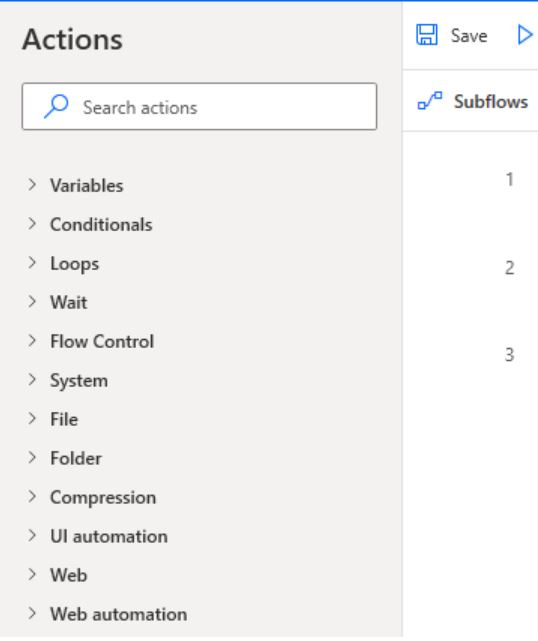 Actions
Save
Search actions
Subflows
Variables
1
Conditionals
Loops
2
Wait
Flow Control
3
System
File
Folder
Compression
UI automation
Web
Web automation